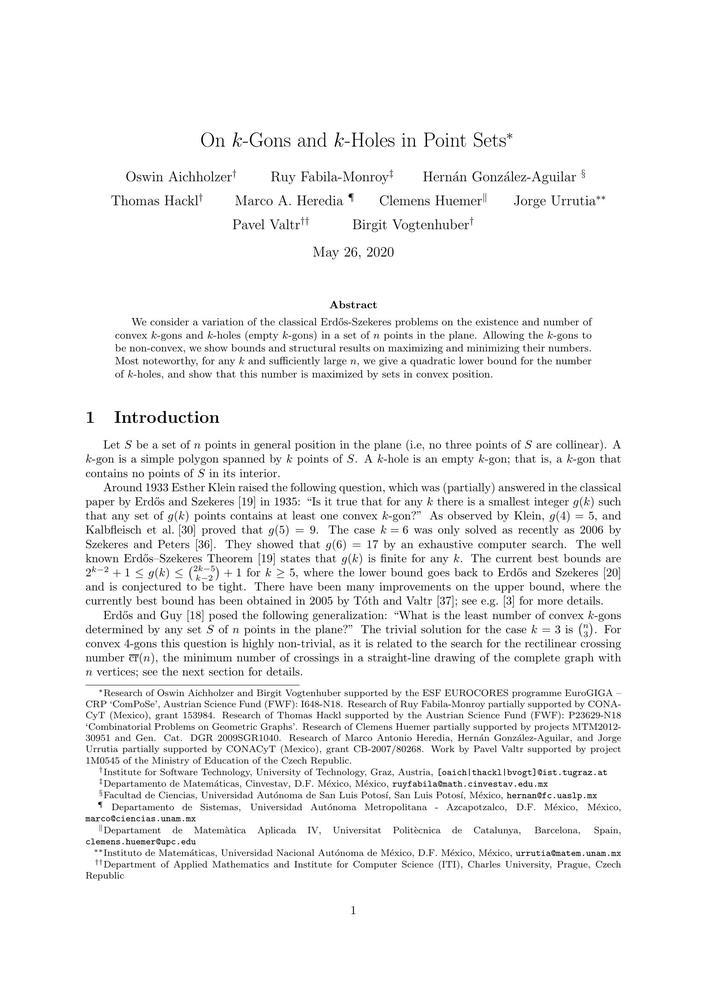 On k-Gons and k-Holes in Point Sets*
Oswin Aichholzer† Ruy Fabila-Monroy‡ Hernán González-Aguilar §
Thomas Hackl† Marco A. Heredia ¶ Clemens Huemer‖ Jorge Urrutia**
Pavel Valtr†† Birgit Vogtenhuber†
May 26, 2020
Abstract
We consider a variation of the classical Erdős-Szekeres problems on the existence and number of
convex k-gons and k-holes (empty k-gons) in a set of n points in the plane. Allowing the k-gons to
be non-convex, we show bounds and structural results on maximizing and minimizing their numbers.
Most noteworthy, for any k and sufficiently large n, we give a quadratic lower bound for the number
of k-holes, and show that this number is maximized by sets in convex position.
1 Introduction
Let S be a set of n points in general position in the plane (i.e, no three points of S are collinear). A
k-gon is a simple polygon spanned by k points of S. A k-hole is an empty k-gon; that is, a k-gon that
contains no points of S in its interior.
Around 1933 Esther Klein raised the following question, which was (partially) answered in the classical
paper by Erdős and Szekeres [19] in 1935: “Is it true that for any k there is a smallest integer g(k) such
that any set of g(k) points contains at least one convex k-gon?” As observed by Klein, g(4) = 5, and
Kalbfleisch et al. [30] proved that g(5) = 9. The case k = 6 was only solved as recently as 2006 by
Szekeres and Peters [36]. They showed that g(6) = 17 by an exhaustive computer search. The well
known Erdős–Szekeres Theorem [19] states that g(k) is finite for any k. The current best bounds are
2^{k−2} + 1 ≤ g(k) ≤ \binom{2k−5}{k−2} + 1 for k ≥ 5, where the lower bound goes back to Erdős and Szekeres [20]
and is conjectured to be tight. There have been many improvements on the upper bound, where the
currently best bound has been obtained in 2005 by Tóth and Valtr [37]; see e.g. [3] for more details.
Erdős and Guy [18] posed the following generalization: “What is the least number of convex k-gons
determined by any set S of n points in the plane?” The trivial solution for the case k = 3 is \binom{n}{3}. For
convex 4-gons this question is highly non-trivial, as it is related to the search for the rectilinear crossing
number \overline{cr}(n), the minimum number of crossings in a straight-line drawing of the complete graph with
n vertices; see the next section for details.
*Research of Oswin Aichholzer and Birgit Vogtenhuber supported by the ESF EUROCORES programme EuroGIGA –
CRP ‘ComPoSe’, Austrian Science Fund (FWF): I648-N18. Research of Ruy Fabila-Monroy partially supported by CONA-
CyT (Mexico), grant 153984. Research of Thomas Hackl supported by the Austrian Science Fund (FWF): P23629-N18
‘Combinatorial Problems on Geometric Graphs’. Research of Clemens Huemer partially supported by projects MTM2012-
30951 and Gen. Cat. DGR 2009SGR1040. Research of Marco Antonio Heredia, Hernán González-Aguilar, and Jorge
Urrutia partially supported by CONACyT (Mexico), grant CB-2007/80268. Work by Pavel Valtr supported by project
1M0545 of the Ministry of Education of the Czech Republic.
†Institute for Software Technology, University of Technology, Graz, Austria, [oaich|thackl|bvogt]@ist.tugraz.at
‡Departamento de Matemáticas, Cinvestav, D.F. México, México, ruyfabila@math.cinvestav.edu.mx
§Facultad de Ciencias, Universidad Autónoma de San Luis Potosí, San Luis Potosí, México, hernan@fc.uaslp.mx
¶ Departamento de Sistemas, Universidad Autónoma Metropolitana - Azcapotzalco, D.F. México, México,
marco@ciencias.unam.mx
‖Departament de Matemàtica Aplicada IV, Universitat Politècnica de Catalunya, Barcelona, Spain,
clemens.huemer@upc.edu
**Instituto de Matemáticas, Universidad Nacional Autónoma de México, D.F. México, México, urrutia@matem.unam.mx
††Department of Applied Mathematics and Institute for Computer Science (ITI), Charles University, Prague, Czech
Republic
1